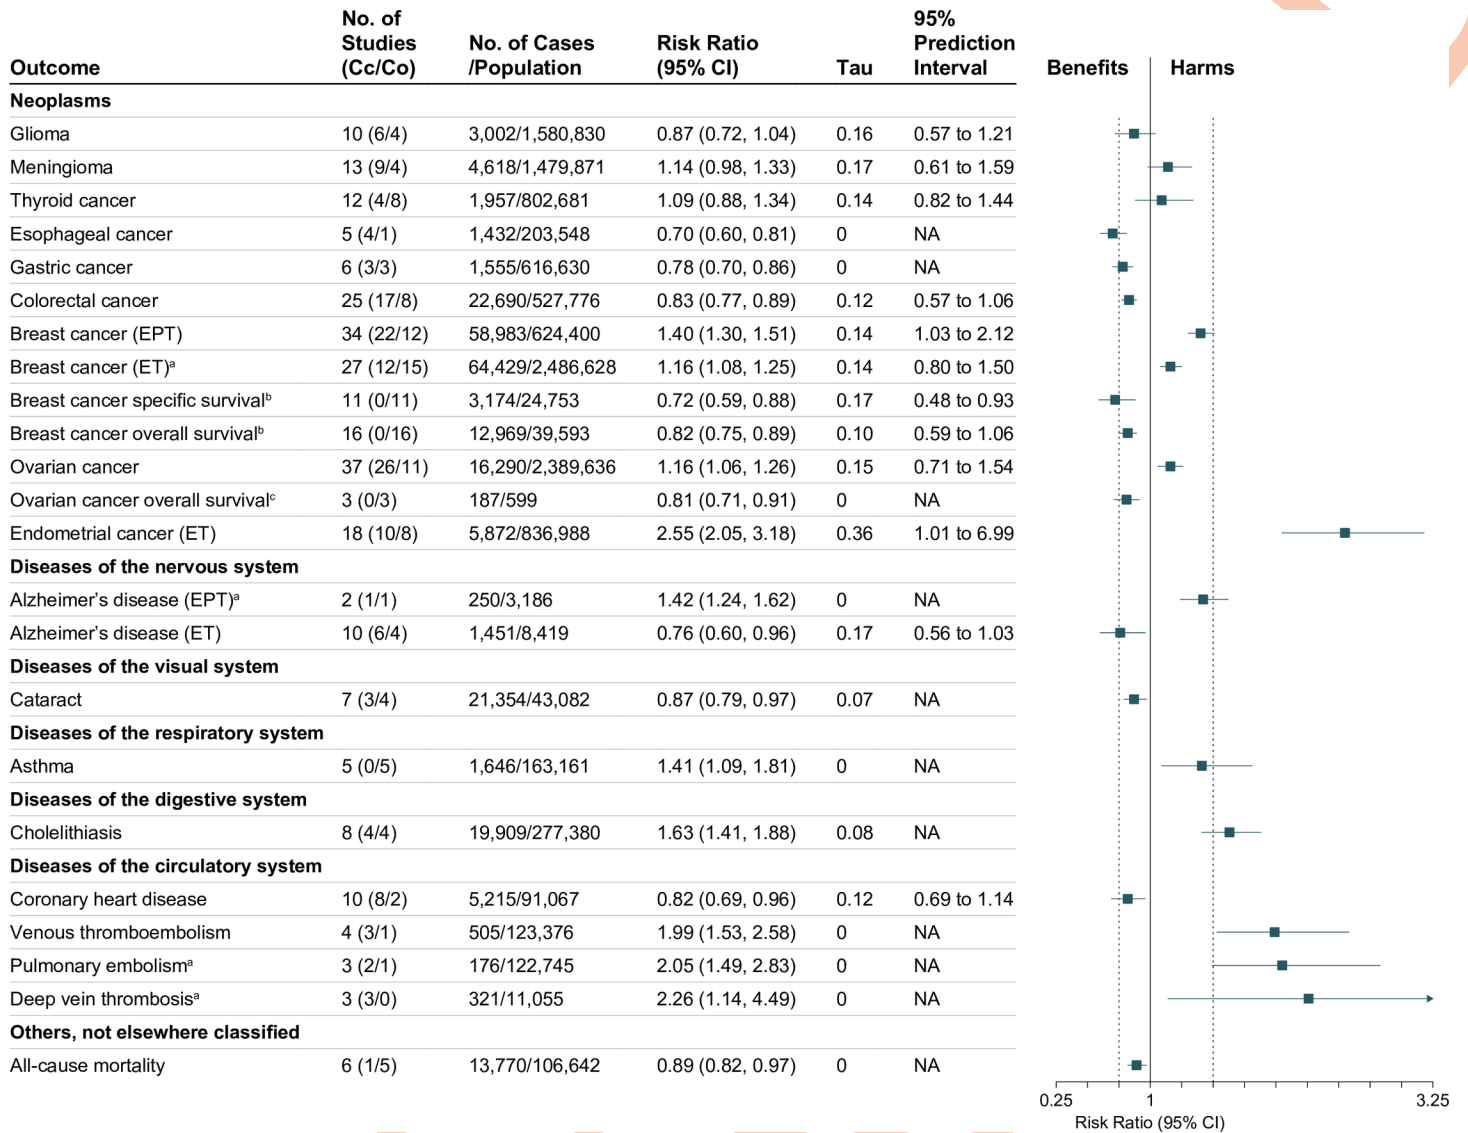 Outcome No. of Studies (Cc/Co) No. of Cases /Population Risk Ratio (95% CI) Tau 95% Prediction Interval Benefits Harms
Neoplasms
Glioma 10 (6/4) 3,002/1,580,830 0.87 (0.72, 1.04) 0.16 0.57 to 1.21
Meningioma 13 (9/4) 4,618/1,479,871 1.14 (0.98, 1.33) 0.17 0.61 to 1.59
Thyroid cancer 12 (4/8) 1,957/802,681 1.09 (0.88, 1.34) 0.14 0.82 to 1.44
Esophageal cancer 5 (4/1) 1,432/203,548 0.70 (0.60, 0.81) 0 NA
Gastric cancer 6 (3/3) 1,555/616,630 0.78 (0.70, 0.86) 0 NA
Colorectal cancer 25 (17/8) 22,690/527,776 0.83 (0.77, 0.89) 0.12 0.57 to 1.06
Breast cancer (EPT) 34 (22/12) 58,983/624,400 1.40 (1.30, 1.51) 0.14 1.03 to 2.12
Breast cancer (ET)ᵃ 27 (12/15) 64,429/2,486,628 1.16 (1.08, 1.25) 0.14 0.80 to 1.50
Breast cancer specific survivalᵇ 11 (0/11) 3,174/24,753 0.72 (0.59, 0.88) 0.17 0.48 to 0.93
Breast cancer overall survivalᵇ 16 (0/16) 12,969/39,593 0.82 (0.75, 0.89) 0.10 0.59 to 1.06
Ovarian cancer 37 (26/11) 16,290/2,389,636 1.16 (1.06, 1.26) 0.15 0.71 to 1.54
Ovarian cancer overall survivalᶜ 3 (0/3) 187/599 0.81 (0.71, 0.91) 0 NA
Endometrial cancer (ET) 18 (10/8) 5,872/836,988 2.55 (2.05, 3.18) 0.36 1.01 to 6.99
Diseases of the nervous system
Alzheimer's disease (EPT)ᵃ 2 (1/1) 250/3,186 1.42 (1.24, 1.62) 0 NA
Alzheimer's disease (ET) 10 (6/4) 1,451/8,419 0.76 (0.60, 0.96) 0.17 0.56 to 1.03
Diseases of the visual system
Cataract 7 (3/4) 21,354/43,082 0.87 (0.79, 0.97) 0.07 NA
Diseases of the respiratory system
Asthma 5 (0/5) 1,646/163,161 1.41 (1.09, 1.81) 0 NA
Diseases of the digestive system
Cholelithiasis 8 (4/4) 19,909/277,380 1.63 (1.41, 1.88) 0.08 NA
Diseases of the circulatory system
Coronary heart disease 10 (8/2) 5,215/91,067 0.82 (0.69, 0.96) 0.12 0.69 to 1.14
Venous thromboembolism 4 (3/1) 505/123,376 1.99 (1.53, 2.58) 0 NA
Pulmonary embolismᵃ 3 (2/1) 176/122,745 2.05 (1.49, 2.83) 0 NA
Deep vein thrombosisᵃ 3 (3/0) 321/11,055 2.26 (1.14, 4.49) 0 NA
Others, not elsewhere classified
All-cause mortality 6 (1/5) 13,770/106,642 0.89 (0.82, 0.97) 0 NA
0.25 1 3.25
Risk Ratio (95% CI)